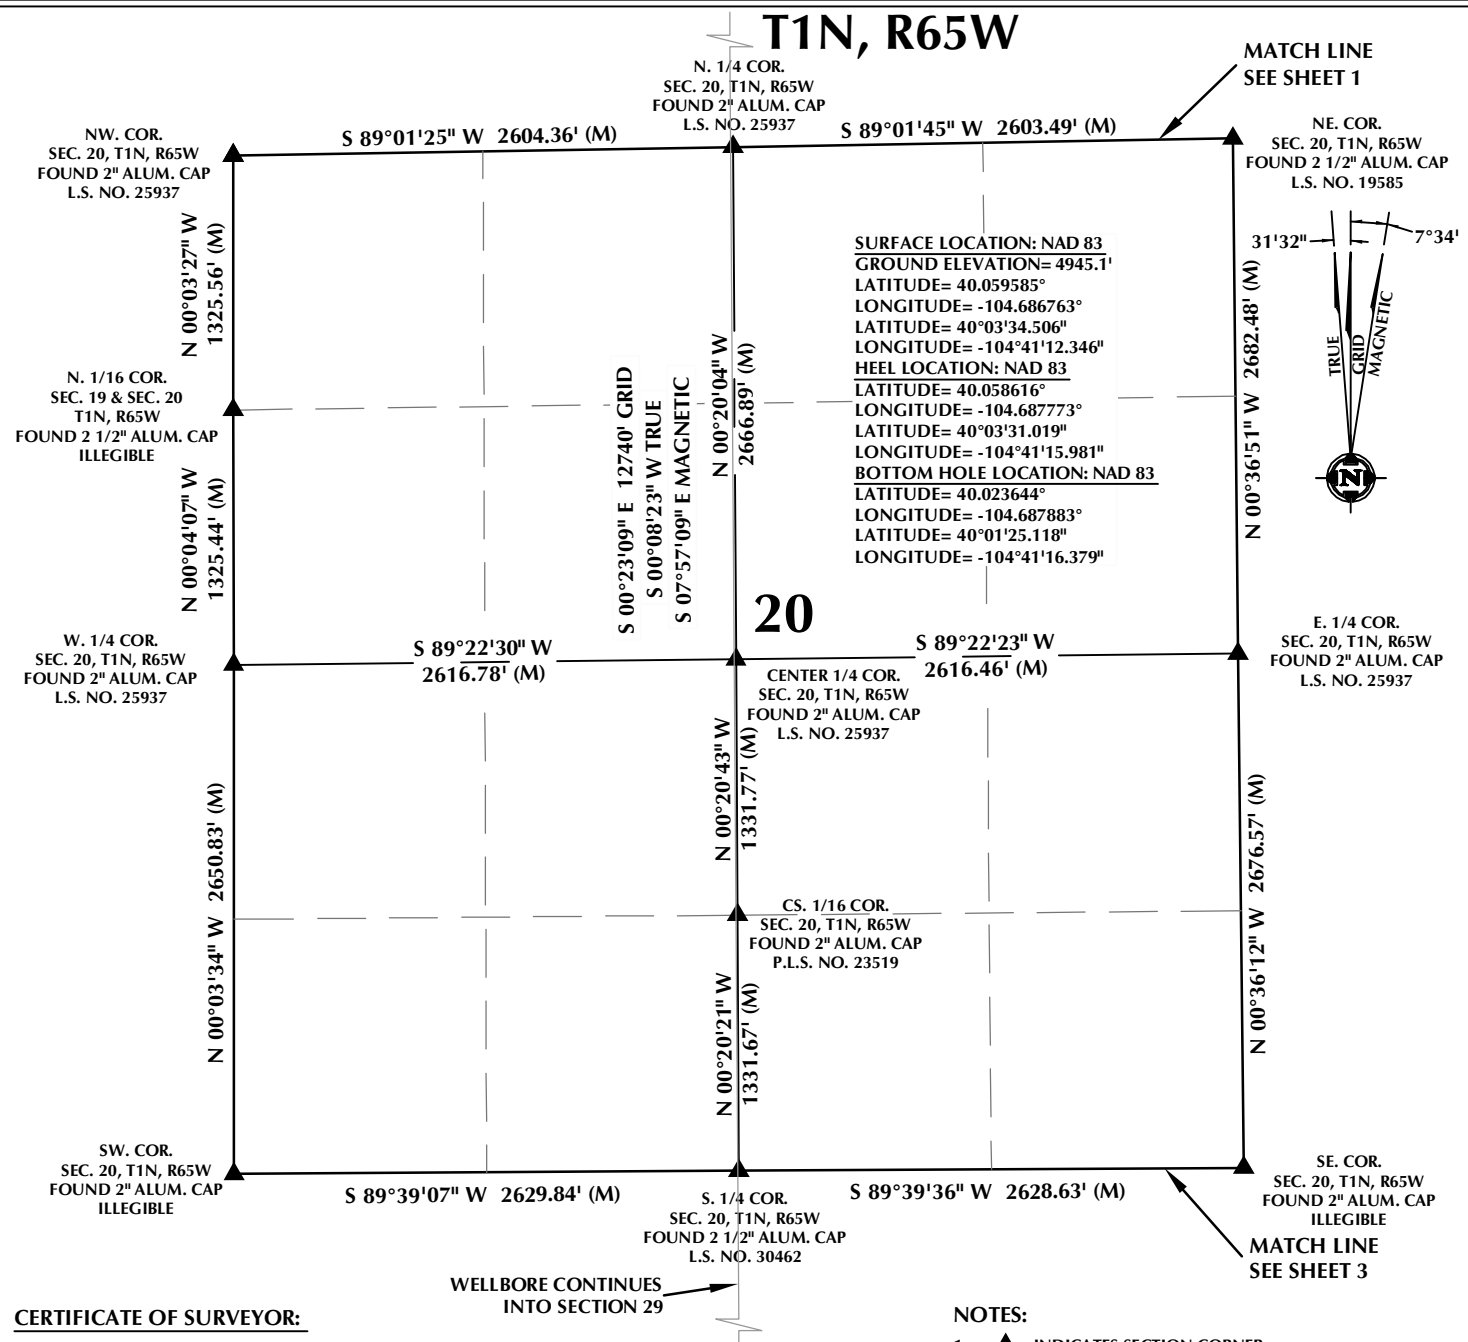 T1N, R65W
MATCH LINE
SEE SHEET 1
N. 1/4 COR.
SEC. 20, T1N, R65W
FOUND 2" ALUM. CAP
L.S. NO. 25937
NW. COR.
SEC. 20, T1N, R65W
FOUND 2" ALUM. CAP
L.S. NO. 25937
S 89°01'25" W 2604.36' (M)
S 89°01'45" W 2603.49' (M)
NE. COR.
SEC. 20, T1N, R65W
FOUND 2 1/2" ALUM. CAP
L.S. NO. 19585
31'32"
7°34'
TRUE
GRID
MAGNETIC
N
N 00°03'27" W
1325.56' (M)
SURFACE LOCATION: NAD 83
GROUND ELEVATION= 4945.1'
LATITUDE= 40.059585°
LONGITUDE= -104.686763°
LATITUDE= 40°03'34.506"
LONGITUDE= -104°41'12.346"
HEEL LOCATION: NAD 83
LATITUDE= 40.058616°
LONGITUDE= -104.687773°
LATITUDE= 40°03'31.019"
LONGITUDE= -104°41'15.981"
BOTTOM HOLE LOCATION: NAD 83
LATITUDE= 40.023644°
LONGITUDE= -104.687883°
LATITUDE= 40°01'25.118"
LONGITUDE= -104°41'16.379"
N 00°36'51" W 2682.48' (M)
N. 1/16 COR.
SEC. 19 & SEC. 20
T1N, R65W
FOUND 2 1/2" ALUM. CAP
ILLEGIBLE
N 00°04'07" W
1325.44' (M)
S 00°23'09" E 12740' GRID
S 00°08'23" W TRUE
S 07°57'09" E MAGNETIC
N 00°20'04" W
2666.89' (M)
20
W. 1/4 COR.
SEC. 20, T1N, R65W
FOUND 2" ALUM. CAP
L.S. NO. 25937
S 89°22'30" W
2616.78' (M)
S 89°22'23" W
2616.46' (M)
CENTER 1/4 COR.
SEC. 20, T1N, R65W
FOUND 2" ALUM. CAP
L.S. NO. 25937
E. 1/4 COR.
SEC. 20, T1N, R65W
FOUND 2" ALUM. CAP
L.S. NO. 25937
N 00°03'34" W 2650.83' (M)
N 00°20'43" W
1331.77' (M)
N 00°36'12" W 2676.57' (M)
CS. 1/16 COR.
SEC. 20, T1N, R65W
FOUND 2" ALUM. CAP
P.L.S. NO. 23519
N 00°20'21" W
1331.67' (M)
SW. COR.
SEC. 20, T1N, R65W
FOUND 2" ALUM. CAP
ILLEGIBLE
S 89°39'07" W 2629.84' (M)
S. 1/4 COR.
SEC. 20, T1N, R65W
FOUND 2 1/2" ALUM. CAP
L.S. NO. 30462
S 89°39'36" W 2628.63' (M)
SE. COR.
SEC. 20, T1N, R65W
FOUND 2" ALUM. CAP
ILLEGIBLE
MATCH LINE
SEE SHEET 3
WELLBORE CONTINUES
INTO SECTION 29
CERTIFICATE OF SURVEYOR:
NOTES:
INDICATES SECTION CORNER